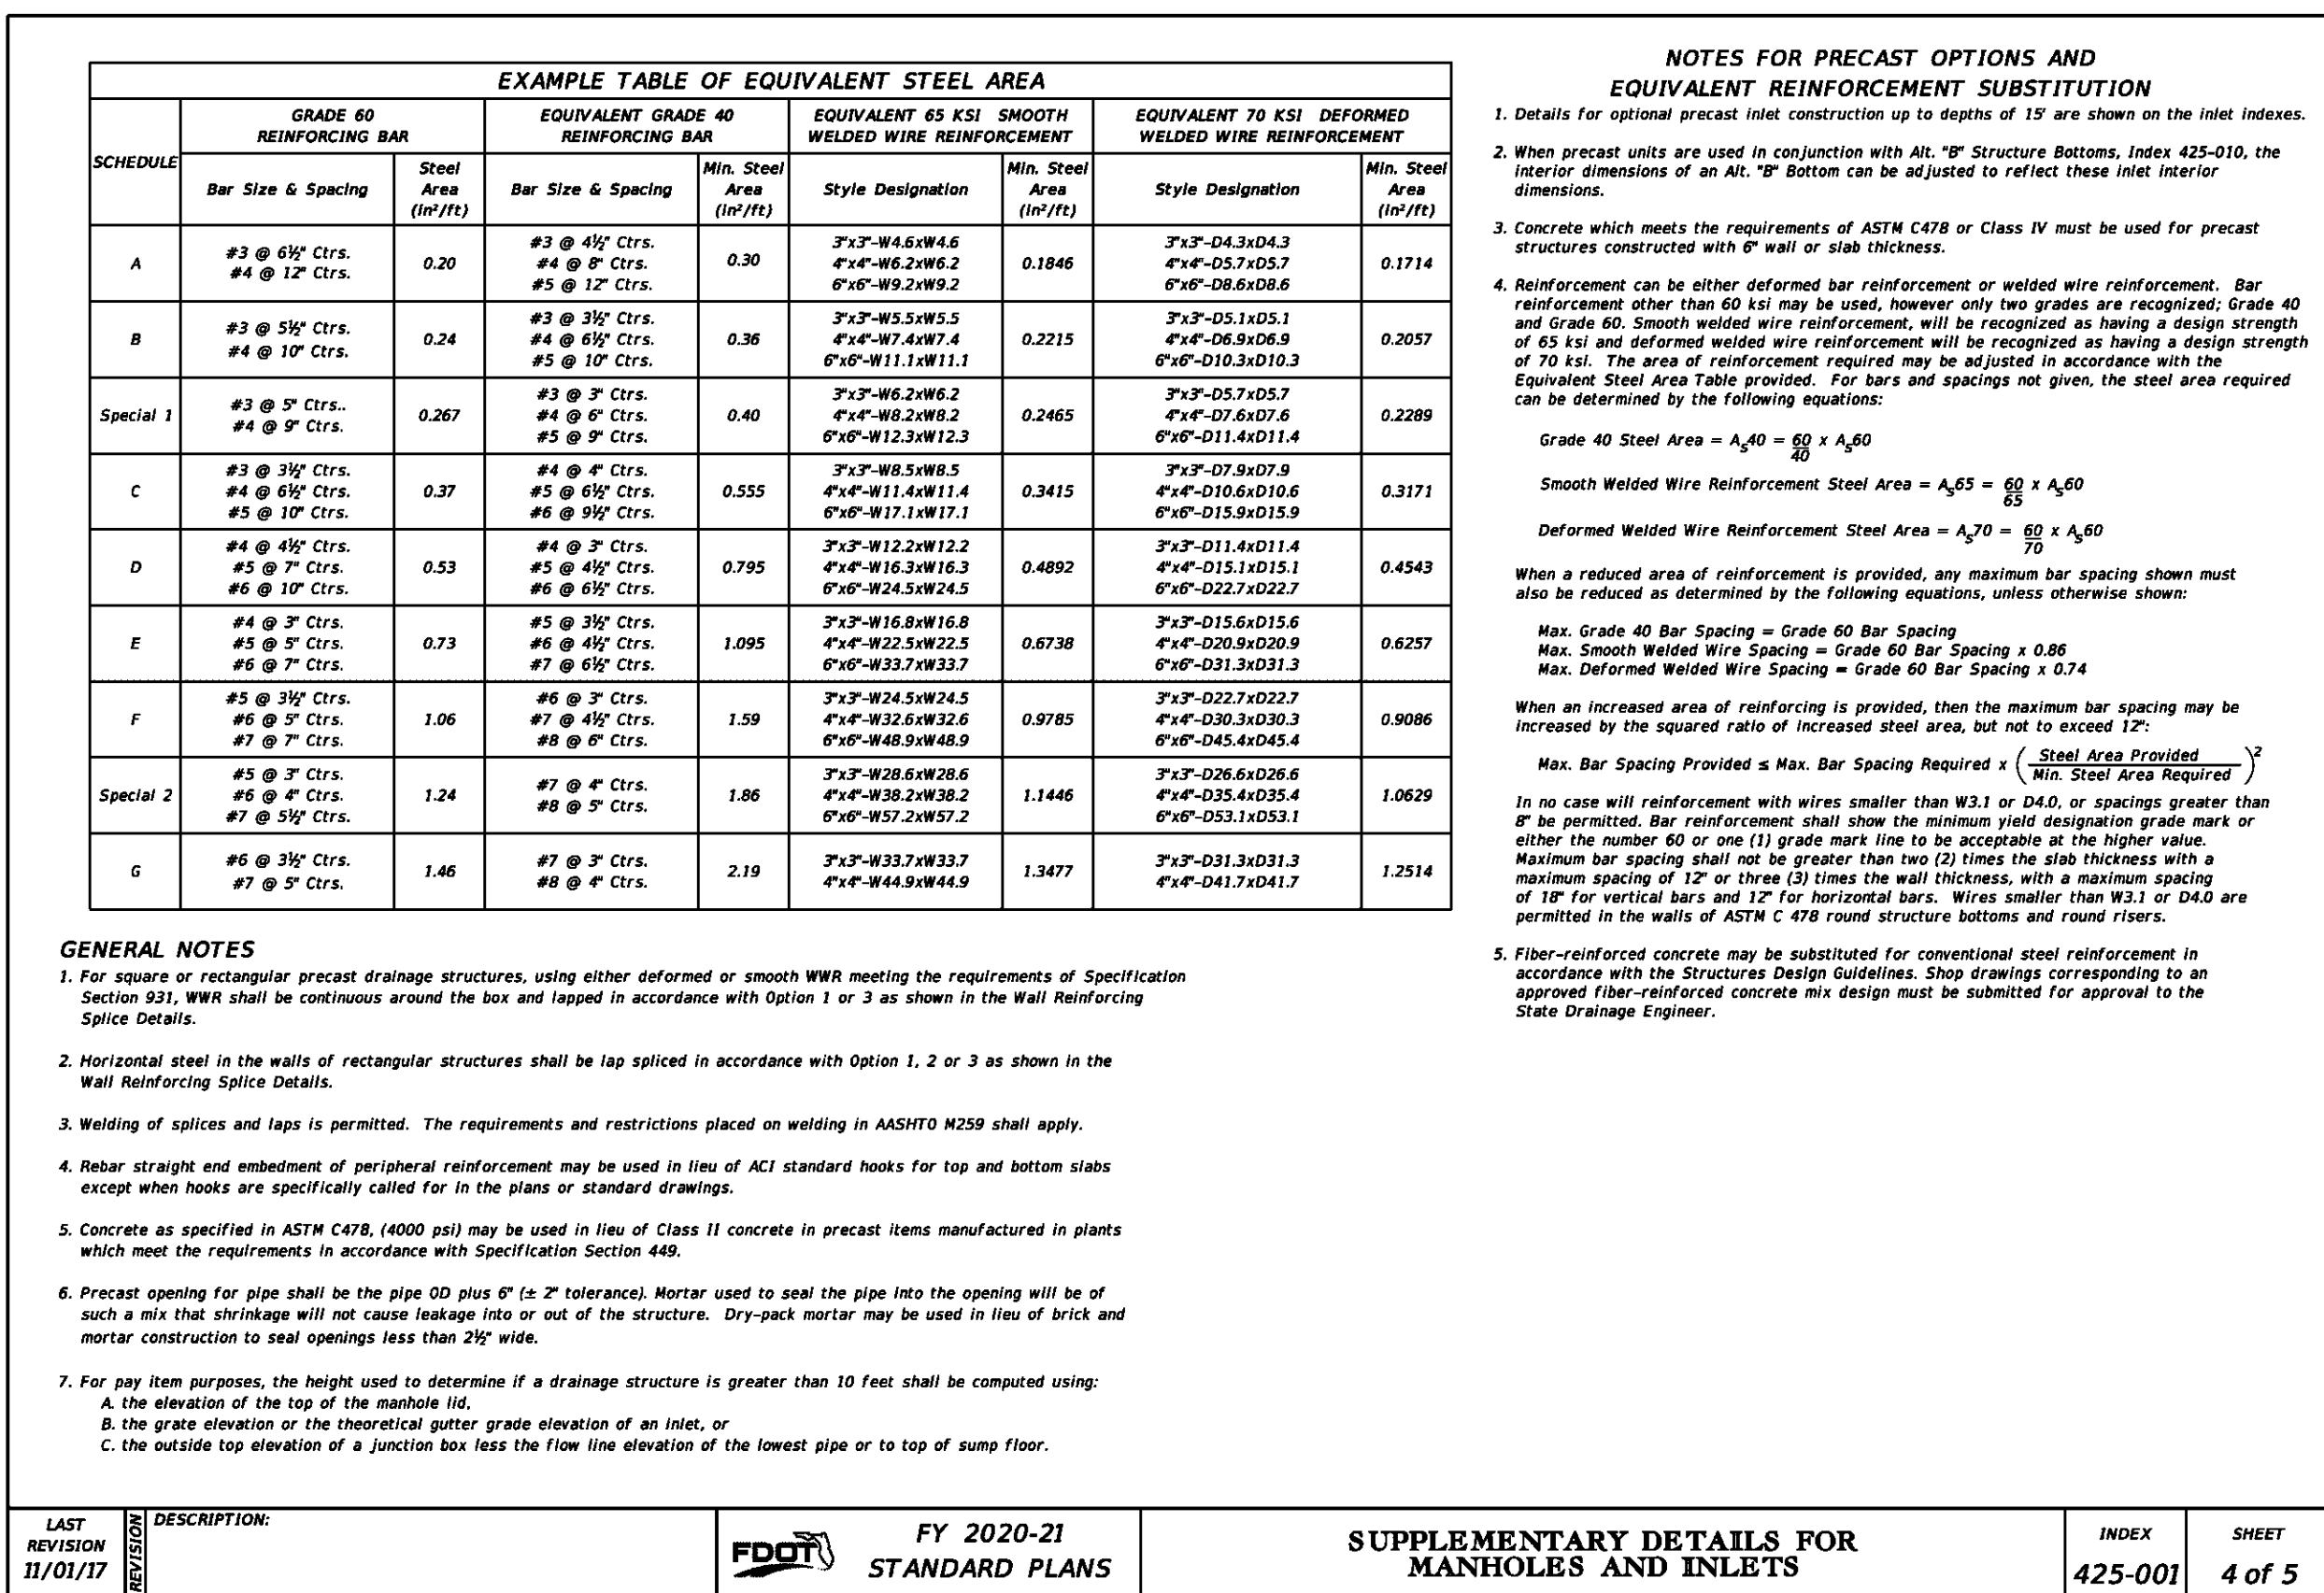 EXAMPLE TABLE OF EQUIVALENT STEEL AREA
SCHEDULE
GRADE 60
REINFORCING BAR
EQUIVALENT GRADE 40
REINFORCING BAR
EQUIVALENT 65 KSI SMOOTH
WELDED WIRE REINFORCEMENT
EQUIVALENT 70 KSI DEFORMED
WELDED WIRE REINFORCEMENT
Bar Size & Spacing
Steel
Area
(in²/ft)
Bar Size & Spacing
Min. Steel
Area
(in²/ft)
Style Designation
Min. Steel
Area
(in²/ft)
Style Designation
Min. Steel
Area
(in²/ft)
A
#3 @ 6½" Ctrs.
#4 @ 12" Ctrs.
0.20
#3 @ 4½" Ctrs.
#4 @ 8" Ctrs.
#5 @ 12" Ctrs.
0.30
3"x3"-W4.6xW4.6
4"x4"-W6.2xW6.2
6"x6"-W9.2xW9.2
0.1846
3"x3"-D4.3xD4.3
4"x4"-D5.7xD5.7
6"x6"-D8.6xD8.6
0.1714
B
#3 @ 5½" Ctrs.
#4 @ 10" Ctrs.
0.24
#3 @ 3½" Ctrs.
#4 @ 6½" Ctrs.
#5 @ 10" Ctrs.
0.36
3"x3"-W5.5xW5.5
4"x4"-W7.4xW7.4
6"x6"-W11.1xW11.1
0.2215
3"x3"-D5.1xD5.1
4"x4"-D6.9xD6.9
6"x6"-D10.3xD10.3
0.2057
Special 1
#3 @ 5" Ctrs..
#4 @ 9" Ctrs.
0.267
#3 @ 3" Ctrs.
#4 @ 6" Ctrs.
#5 @ 9" Ctrs.
0.40
3"x3"-W6.2xW6.2
4"x4"-W8.2xW8.2
6"x6"-W12.3xW12.3
0.2465
3"x3"-D5.7xD5.7
4"x4"-D7.6xD7.6
6"x6"-D11.4xD11.4
0.2289
C
#3 @ 3½" Ctrs.
#4 @ 6½" Ctrs.
#5 @ 10" Ctrs.
0.37
#4 @ 4" Ctrs.
#5 @ 6½" Ctrs.
#6 @ 9½" Ctrs.
0.555
3"x3"-W8.5xW8.5
4"x4"-W11.4xW11.4
6"x6"-W17.1xW17.1
0.3415
3"x3"-D7.9xD7.9
4"x4"-D10.6xD10.6
6"x6"-D15.9xD15.9
0.3171
D
#4 @ 4½" Ctrs.
#5 @ 7" Ctrs.
#6 @ 10" Ctrs.
0.53
#4 @ 3" Ctrs.
#5 @ 4½" Ctrs.
#6 @ 6½" Ctrs.
0.795
3"x3"-W12.2xW12.2
4"x4"-W16.3xW16.3
6"x6"-W24.5xW24.5
0.4892
3"x3"-D11.4xD11.4
4"x4"-D15.1xD15.1
6"x6"-D22.7xD22.7
0.4543
E
#4 @ 3" Ctrs.
#5 @ 5" Ctrs.
#6 @ 7" Ctrs.
0.73
#5 @ 3½" Ctrs.
#6 @ 4½" Ctrs.
#7 @ 6½" Ctrs.
1.095
3"x3"-W16.8xW16.8
4"x4"-W22.5xW22.5
6"x6"-W33.7xW33.7
0.6738
3"x3"-D15.6xD15.6
4"x4"-D20.9xD20.9
6"x6"-D31.3xD31.3
0.6257
F
#5 @ 3½" Ctrs.
#6 @ 5" Ctrs.
#7 @ 7" Ctrs.
1.06
#6 @ 3" Ctrs.
#7 @ 4½" Ctrs.
#8 @ 6" Ctrs.
1.59
3"x3"-W24.5xW24.5
4"x4"-W32.6xW32.6
6"x6"-W48.9xW48.9
0.9785
3"x3"-D22.7xD22.7
4"x4"-D30.3xD30.3
6"x6"-D45.4xD45.4
0.9086
Special 2
#5 @ 3" Ctrs.
#6 @ 4" Ctrs.
#7 @ 5½" Ctrs.
1.24
#7 @ 4" Ctrs.
#8 @ 5" Ctrs.
1.86
3"x3"-W28.6xW28.6
4"x4"-W38.2xW38.2
6"x6"-W57.2xW57.2
1.1446
3"x3"-D26.6xD26.6
4"x4"-D35.4xD35.4
6"x6"-D53.1xD53.1
1.0629
G
#6 @ 3½" Ctrs.
#7 @ 5" Ctrs.
1.46
#7 @ 3" Ctrs.
#8 @ 4" Ctrs.
2.19
3"x3"-W33.7xW33.7
4"x4"-W44.9xW44.9
1.3477
3"x3"-D31.3xD31.3
4"x4"-D41.7xD41.7
1.2514
GENERAL NOTES
1. For square or rectangular precast drainage structures, using either deformed or smooth WWR meeting the requirements of Specification
Section 931, WWR shall be continuous around the box and lapped in accordance with Option 1 or 3 as shown in the Wall Reinforcing
Splice Details.
2. Horizontal steel in the walls of rectangular structures shall be lap spliced in accordance with Option 1, 2 or 3 as shown in the
Wall Reinforcing Splice Details.
3. Welding of splices and laps is permitted. The requirements and restrictions placed on welding in AASHTO M259 shall apply.
4. Rebar straight end embedment of peripheral reinforcement may be used in lieu of ACI standard hooks for top and bottom slabs
except when hooks are specifically called for in the plans or standard drawings.
5. Concrete as specified in ASTM C478, (4000 psi) may be used in lieu of Class II concrete in precast items manufactured in plants
which meet the requirements in accordance with Specification Section 449.
6. Precast opening for pipe shall be the pipe OD plus 6" (± 2" tolerance). Mortar used to seal the pipe into the opening will be of
such a mix that shrinkage will not cause leakage into or out of the structure. Dry-pack mortar may be used in lieu of brick and
mortar construction to seal openings less than 2½" wide.
7. For pay item purposes, the height used to determine if a drainage structure is greater than 10 feet shall be computed using:
A. the elevation of the top of the manhole lid,
B. the grate elevation or the theoretical gutter grade elevation of an inlet, or
C. the outside top elevation of a junction box less the flow line elevation of the lowest pipe or to top of sump floor.
NOTES FOR PRECAST OPTIONS AND
EQUIVALENT REINFORCEMENT SUBSTITUTION
1. Details for optional precast inlet construction up to depths of 15' are shown on the inlet indexes.
2. When precast units are used in conjunction with Alt. "B" Structure Bottoms, Index 425-010, the
interior dimensions of an Alt. "B" Bottom can be adjusted to reflect these inlet interior
dimensions.
3. Concrete which meets the requirements of ASTM C478 or Class IV must be used for precast
structures constructed with 6" wall or slab thickness.
4. Reinforcement can be either deformed bar reinforcement or welded wire reinforcement. Bar
reinforcement other than 60 ksi may be used, however only two grades are recognized; Grade 40
and Grade 60. Smooth welded wire reinforcement, will be recognized as having a design strength
of 65 ksi and deformed welded wire reinforcement will be recognized as having a design strength
of 70 ksi. The area of reinforcement required may be adjusted in accordance with the
Equivalent Steel Area Table provided. For bars and spacings not given, the steel area required
can be determined by the following equations:
Grade 40 Steel Area = As40 = 60/40 x As60
Smooth Welded Wire Reinforcement Steel Area = As65 = 60/65 x As60
Deformed Welded Wire Reinforcement Steel Area = As70 = 60/70 x As60
When a reduced area of reinforcement is provided, any maximum bar spacing shown must
also be reduced as determined by the following equations, unless otherwise shown:
Max. Grade 40 Bar Spacing = Grade 60 Bar Spacing
Max. Smooth Welded Wire Spacing = Grade 60 Bar Spacing x 0.86
Max. Deformed Welded Wire Spacing = Grade 60 Bar Spacing x 0.74
When an increased area of reinforcing is provided, then the maximum bar spacing may be
increased by the squared ratio of increased steel area, but not to exceed 12":
Max. Bar Spacing Provided ≤ Max. Bar Spacing Required x (Steel Area Provided / Min. Steel Area Required)²
In no case will reinforcement with wires smaller than W3.1 or D4.0, or spacings greater than
8" be permitted. Bar reinforcement shall show the minimum yield designation grade mark or
either the number 60 or one (1) grade mark line to be acceptable at the higher value.
Maximum bar spacing shall not be greater than two (2) times the slab thickness with a
maximum spacing of 12" or three (3) times the wall thickness, with a maximum spacing
of 18" for vertical bars and 12" for horizontal bars. Wires smaller than W3.1 or D4.0 are
permitted in the walls of ASTM C 478 round structure bottoms and round risers.
5. Fiber-reinforced concrete may be substituted for conventional steel reinforcement in
accordance with the Structures Design Guidelines. Shop drawings corresponding to an
approved fiber-reinforced concrete mix design must be submitted for approval to the
State Drainage Engineer.
LAST
REVISION
11/01/17
REVISION
DESCRIPTION:
FDOT
FY 2020-21
STANDARD PLANS
SUPPLEMENTARY DETAILS FOR
MANHOLES AND INLETS
INDEX
425-001
SHEET
4 of 5